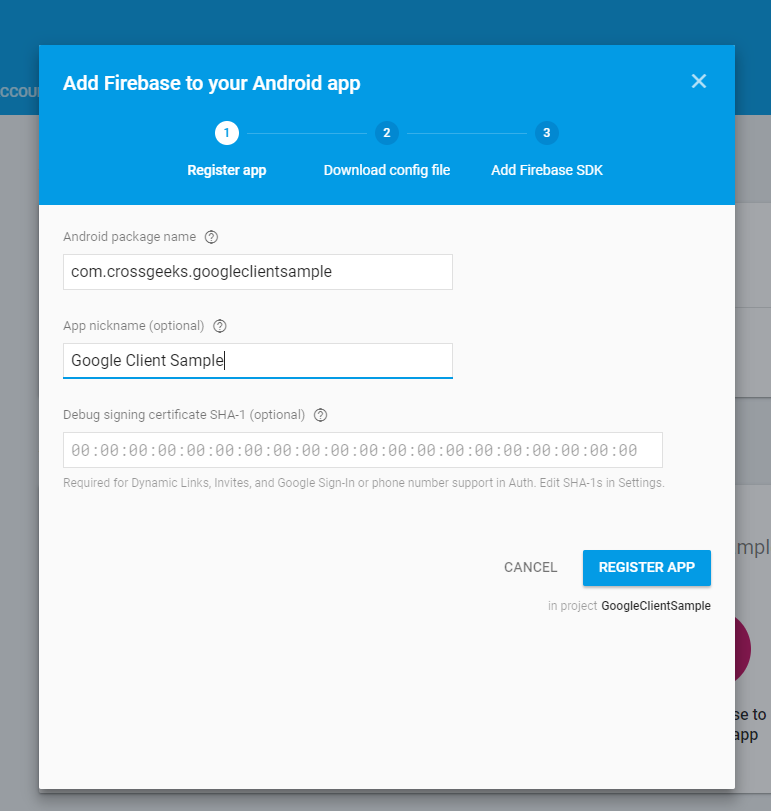 Add Firebase to your Android app
CCOU
1 2 3
Register app Download config file Add Firebase SDK
Android package name ?
com.crossgeeks.googleclientsample
App nickname (optional) ?
Google Client Sample
Debug signing certificate SHA-1 (optional) ?
00:00:00:00:00:00:00:00:00:00:00:00:00:00:00:00:00:00:00:00
Required for Dynamic Links, Invites, and Google Sign-In or phone number support in Auth. Edit SHA-1s in Settings.
mpl
CANCEL REGISTER APP
in project GoogleClientSample
se to
app